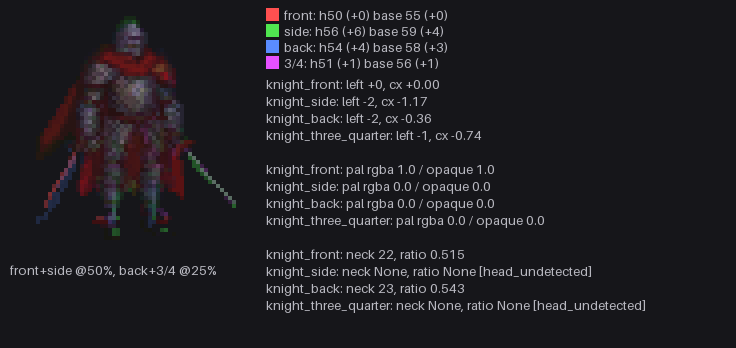 front: h50 (+0) base 55 (+0)
side: h56 (+6) base 59 (+4)
back: h54 (+4) base 58 (+3)
3/4: h51 (+1) base 56 (+1)
knight_front: left +0, cx +0.00
knight_side: left -2, cx -1.17
knight_back: left -2, cx -0.36
knight_three_quarter: left -1, cx -0.74
knight_front: pal rgba 1.0 / opaque 1.0
knight_side: pal rgba 0.0 / opaque 0.0
knight_back: pal rgba 0.0 / opaque 0.0
knight_three_quarter: pal rgba 0.0 / opaque 0.0
knight_front: neck 22, ratio 0.515
knight_side: neck None, ratio None [head_undetected]
knight_back: neck 23, ratio 0.543
knight_three_quarter: neck None, ratio None [head_undetected]
front+side @50%, back+3/4 @25%